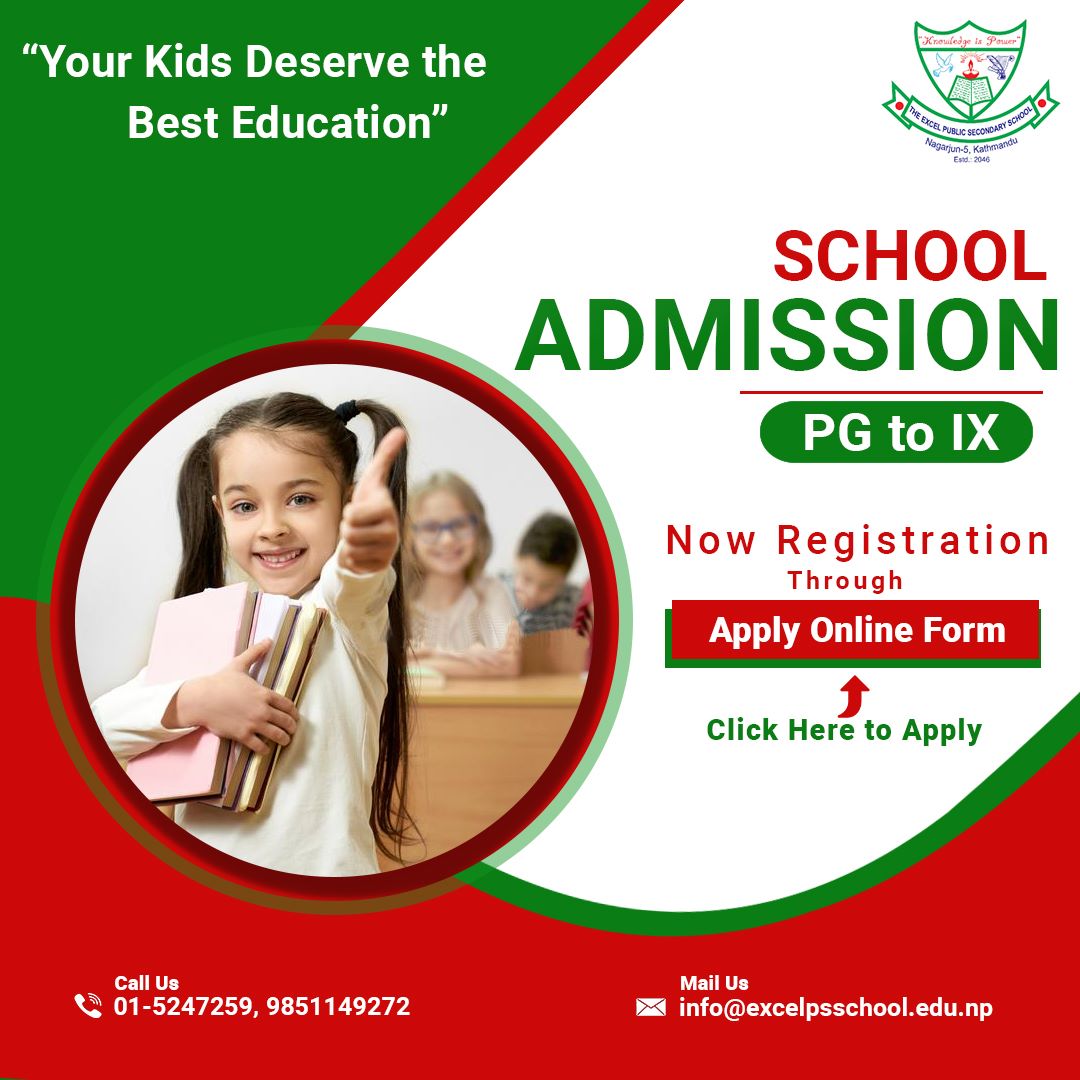 “Your Kids Deserve the
Best Education”
"Knowledge is Power"
THE EXCEL PUBLIC SECONDARY SCHOOL
Nagarjun-5, Kathmandu
Estd.: 2046
SCHOOL
ADMISSION
PG to IX
Now Registration
Through
Apply Online Form
Click Here to Apply
Call Us
01-5247259, 9851149272
Mail Us
info@excelpsschool.edu.np